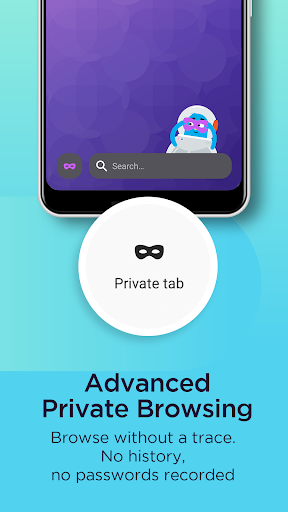 Search...
Private tab
Advanced
Private Browsing
Browse without a trace.
No history,
no passwords recorded